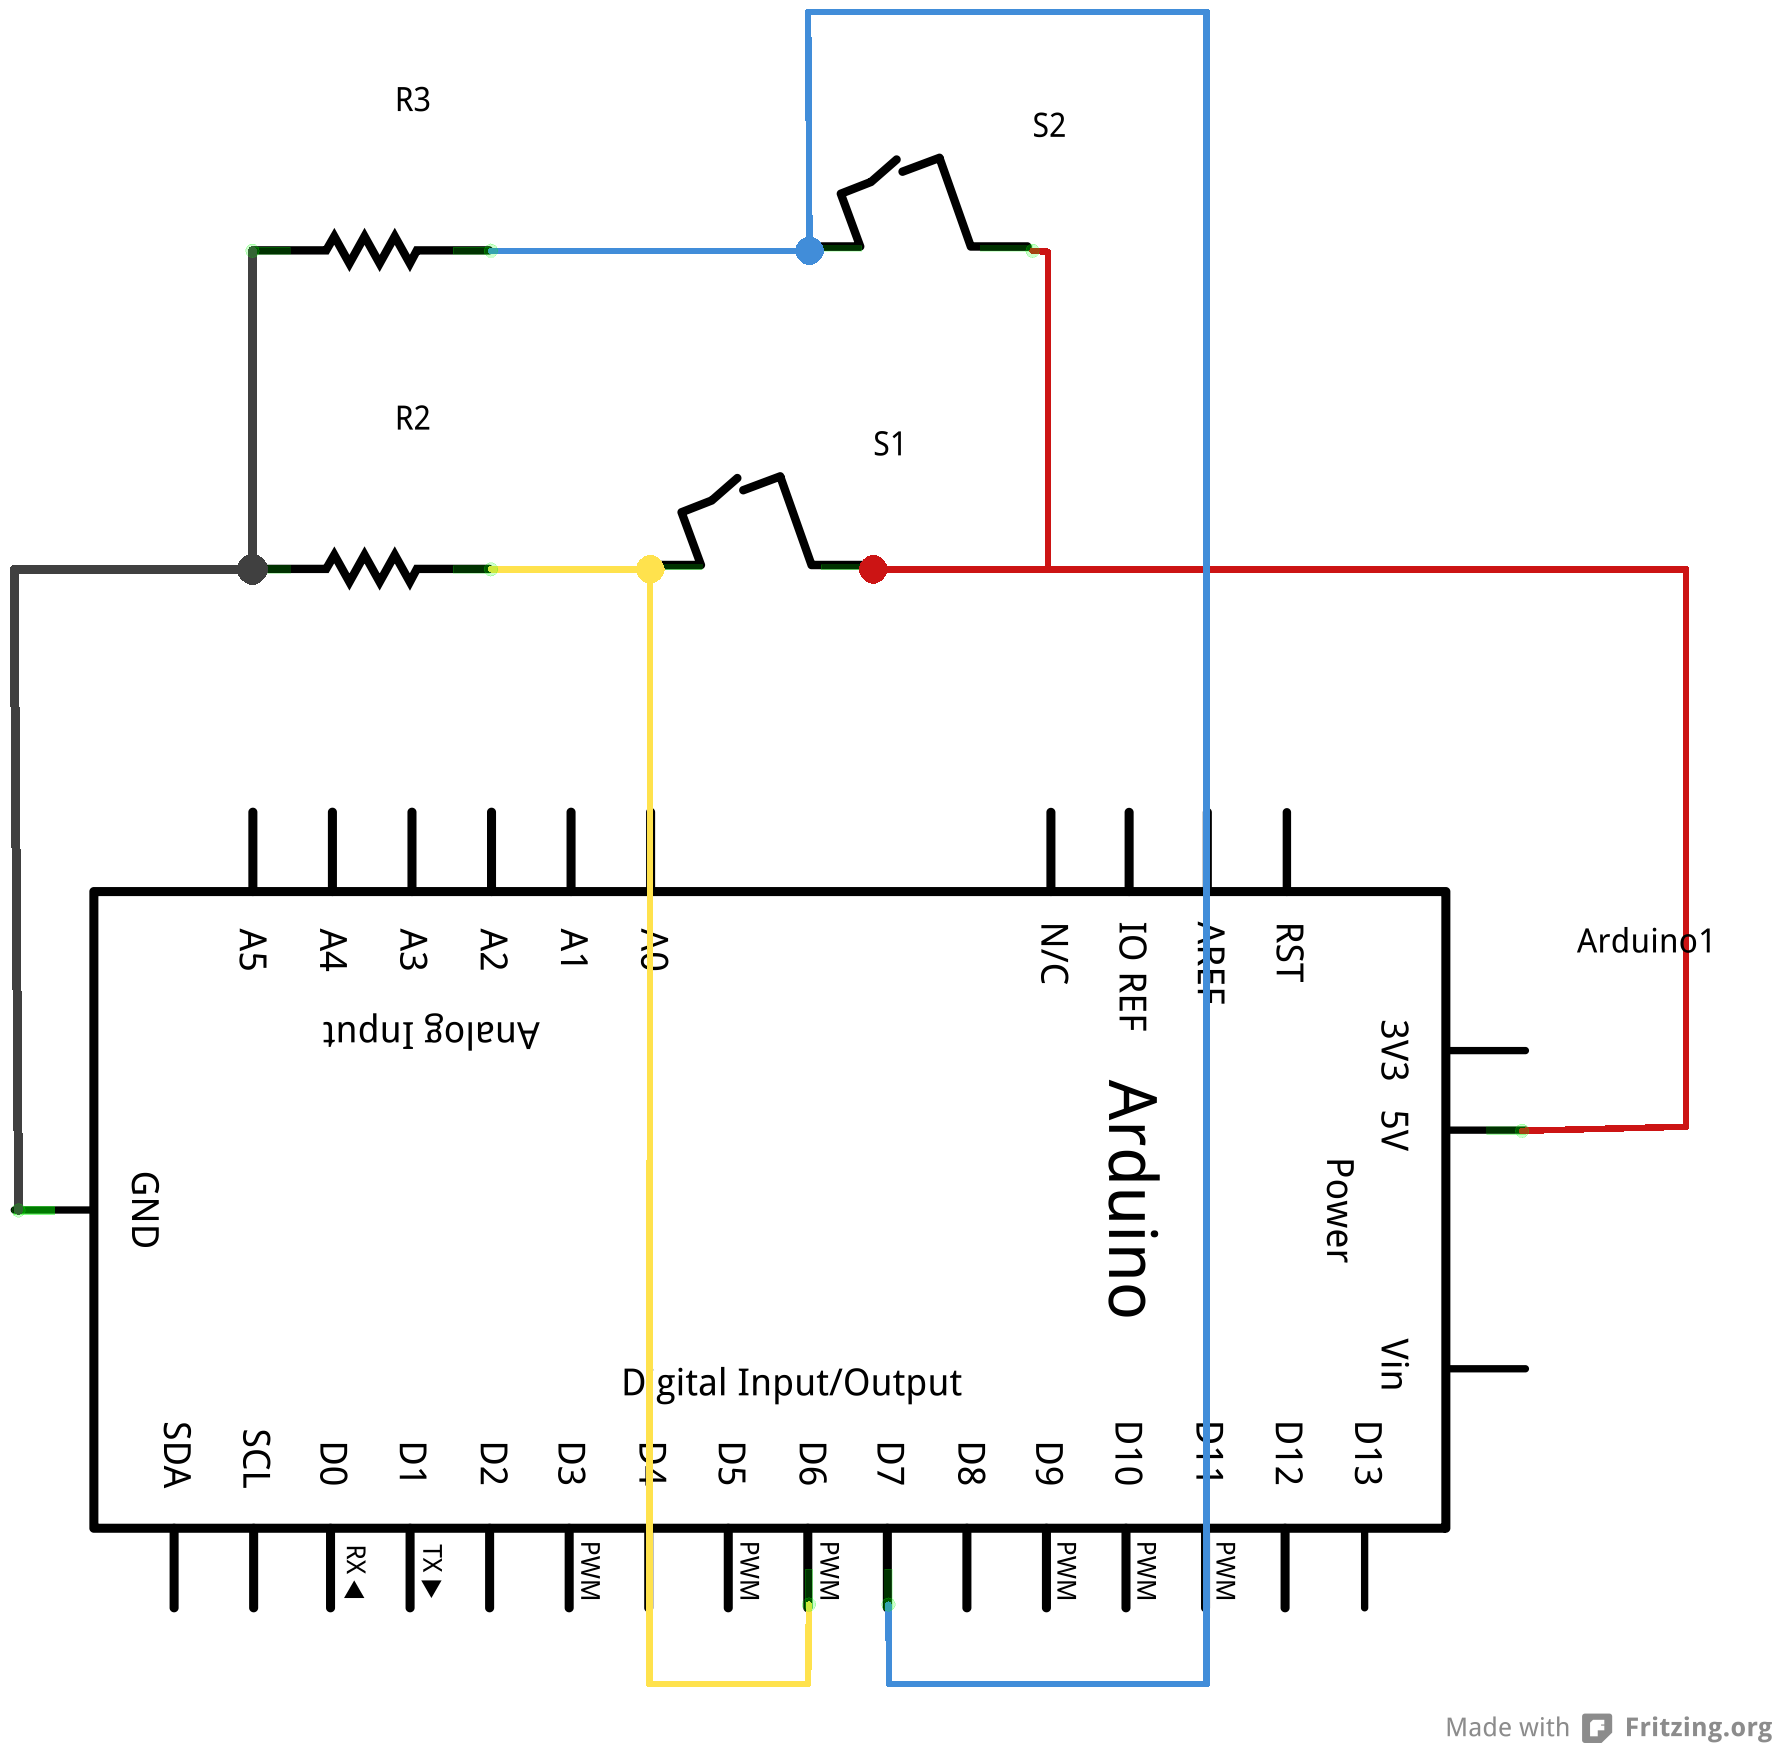 R3
S2
R2
S1
A5
A4
A3
A2
A1
A0
N/C
IO REF
AREF
RST
Arduino1
Analog Input
3V3
5V
Arduino
Power
GND
Vin
Digital Input/Output
SDA
SCL
D0
D1
D2
D3
D4
D5
D6
D7
D8
D9
D10
D11
D12
D13
RX
TX
PWM
PWM
PWM
PWM
PWM
PWM
Made with Fritzing.org